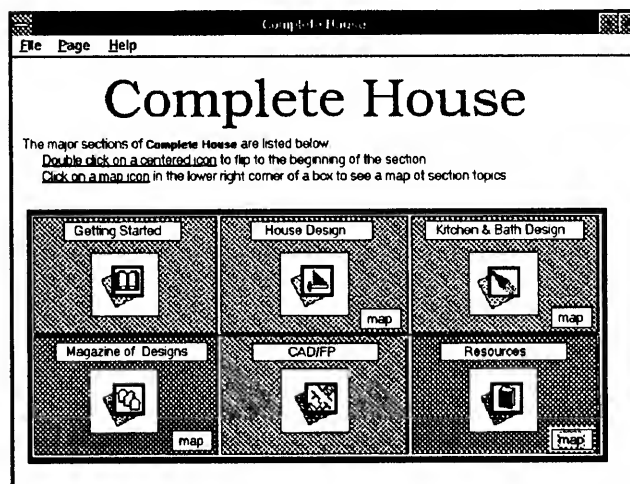 Complete House
File Page Help
Complete House
The major sections of Complete House are listed below
Double click on a centered icon to flip to the beginning of the section
Click on a map icon in the lower right corner of a box to see a map of section topics
Getting Started House Design Kitchen & Bath Design
map map
Magazine of Designs CAD/FP Resources
map map